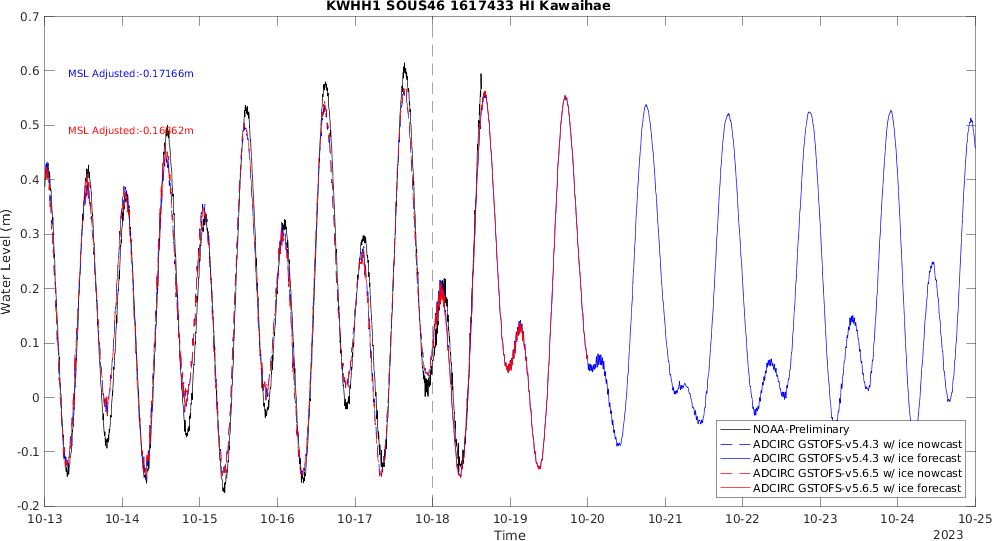 KWHH1 SOUS46 1617433 HI Kawaihae
0.7
0.6
0.5
0.4
0.3
0.2
0.1
0
-0.1
-0.2
Water Level (m)
MSL Adjusted:-0.17166m
MSL Adjusted:-0.16862m
NOAA-Preliminary
ADCIRC GSTOFS-v5.4.3 w/ ice nowcast
ADCIRC GSTOFS-v5.4.3 w/ ice forecast
ADCIRC GSTOFS-v5.6.5 w/ ice nowcast
ADCIRC GSTOFS-v5.6.5 w/ ice forecast
10-13 10-14 10-15 10-16 10-17 10-18 10-19 10-20 10-21 10-22 10-23 10-24 10-25
Time
2023